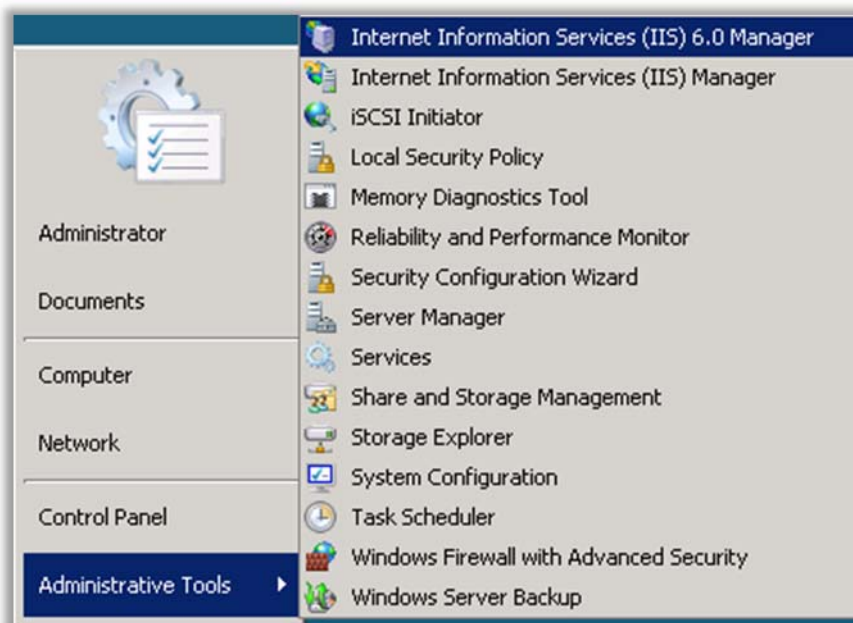 Administrator
Documents
Computer
Network
Control Panel
Administrative Tools
Internet Information Services (IIS) 6.0 Manager
Internet Information Services (IIS) Manager
iSCSI Initiator
Local Security Policy
Memory Diagnostics Tool
Reliability and Performance Monitor
Security Configuration Wizard
Server Manager
Services
Share and Storage Management
Storage Explorer
System Configuration
Task Scheduler
Windows Firewall with Advanced Security
Windows Server Backup